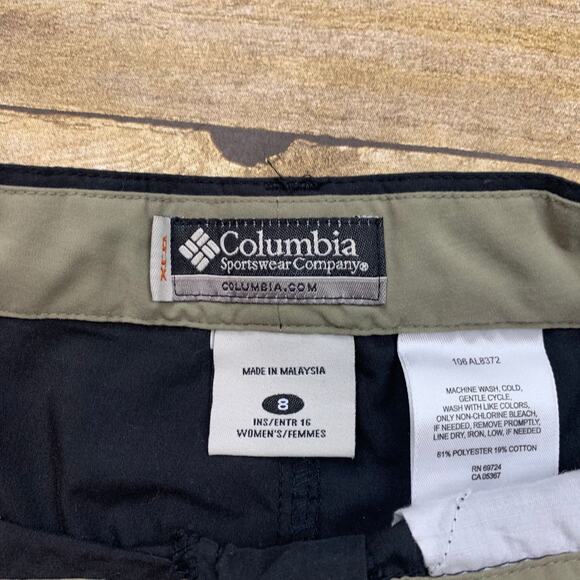 XCO
Columbia
Sportswear Company®
COLUMBIA.COM
MADE IN MALAYSIA
8
INS/ENTR 16
WOMEN'S/FEMMES
106 AL8372
MACHINE WASH, COLD,
GENTLE CYCLE,
WASH WITH LIKE COLORS,
ONLY NON-CHLORINE BLEACH,
IF NEEDED, REMOVE PROMPTLY,
LINE DRY, IRON, LOW, IF NEEDED
81% POLYESTER 19% COTTON
RN 69724
CA 05367